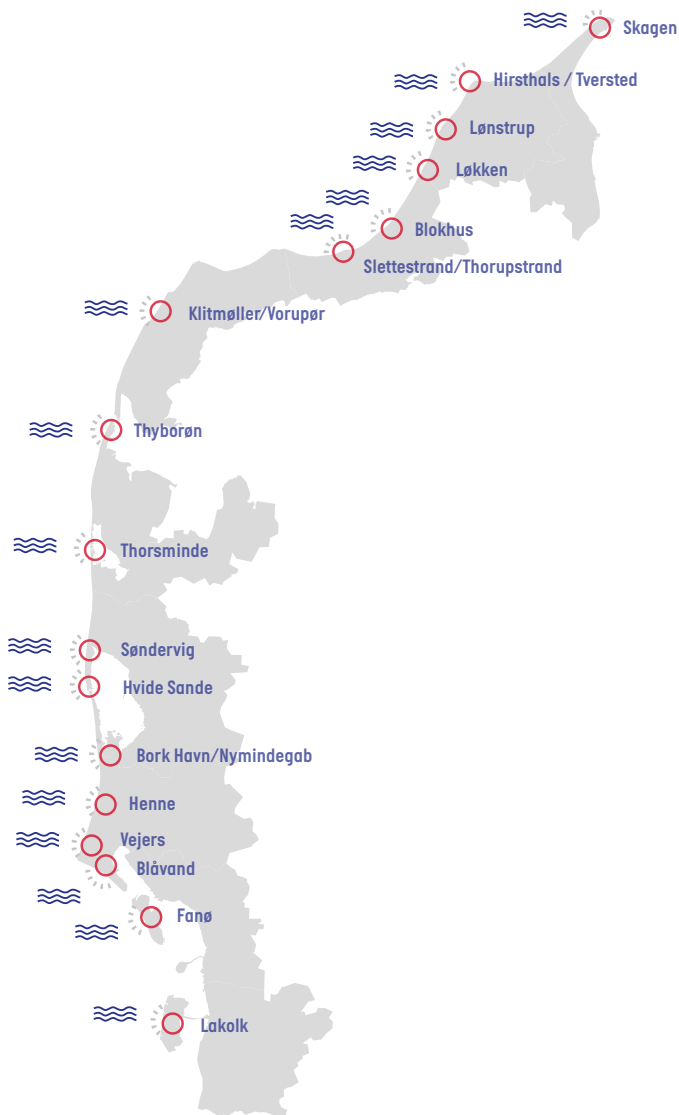 Skagen
Hirsthals / Tversted
Lønstrup
Løkken
Blokhus
Slettestrand/Thorupstrand
Klitmøller/Vorupør
Thyborøn
Thorsminde
Søndervig
Hvide Sande
Bork Havn/Nymindegab
Henne
Vejers
Blåvand
Fanø
Lakolk